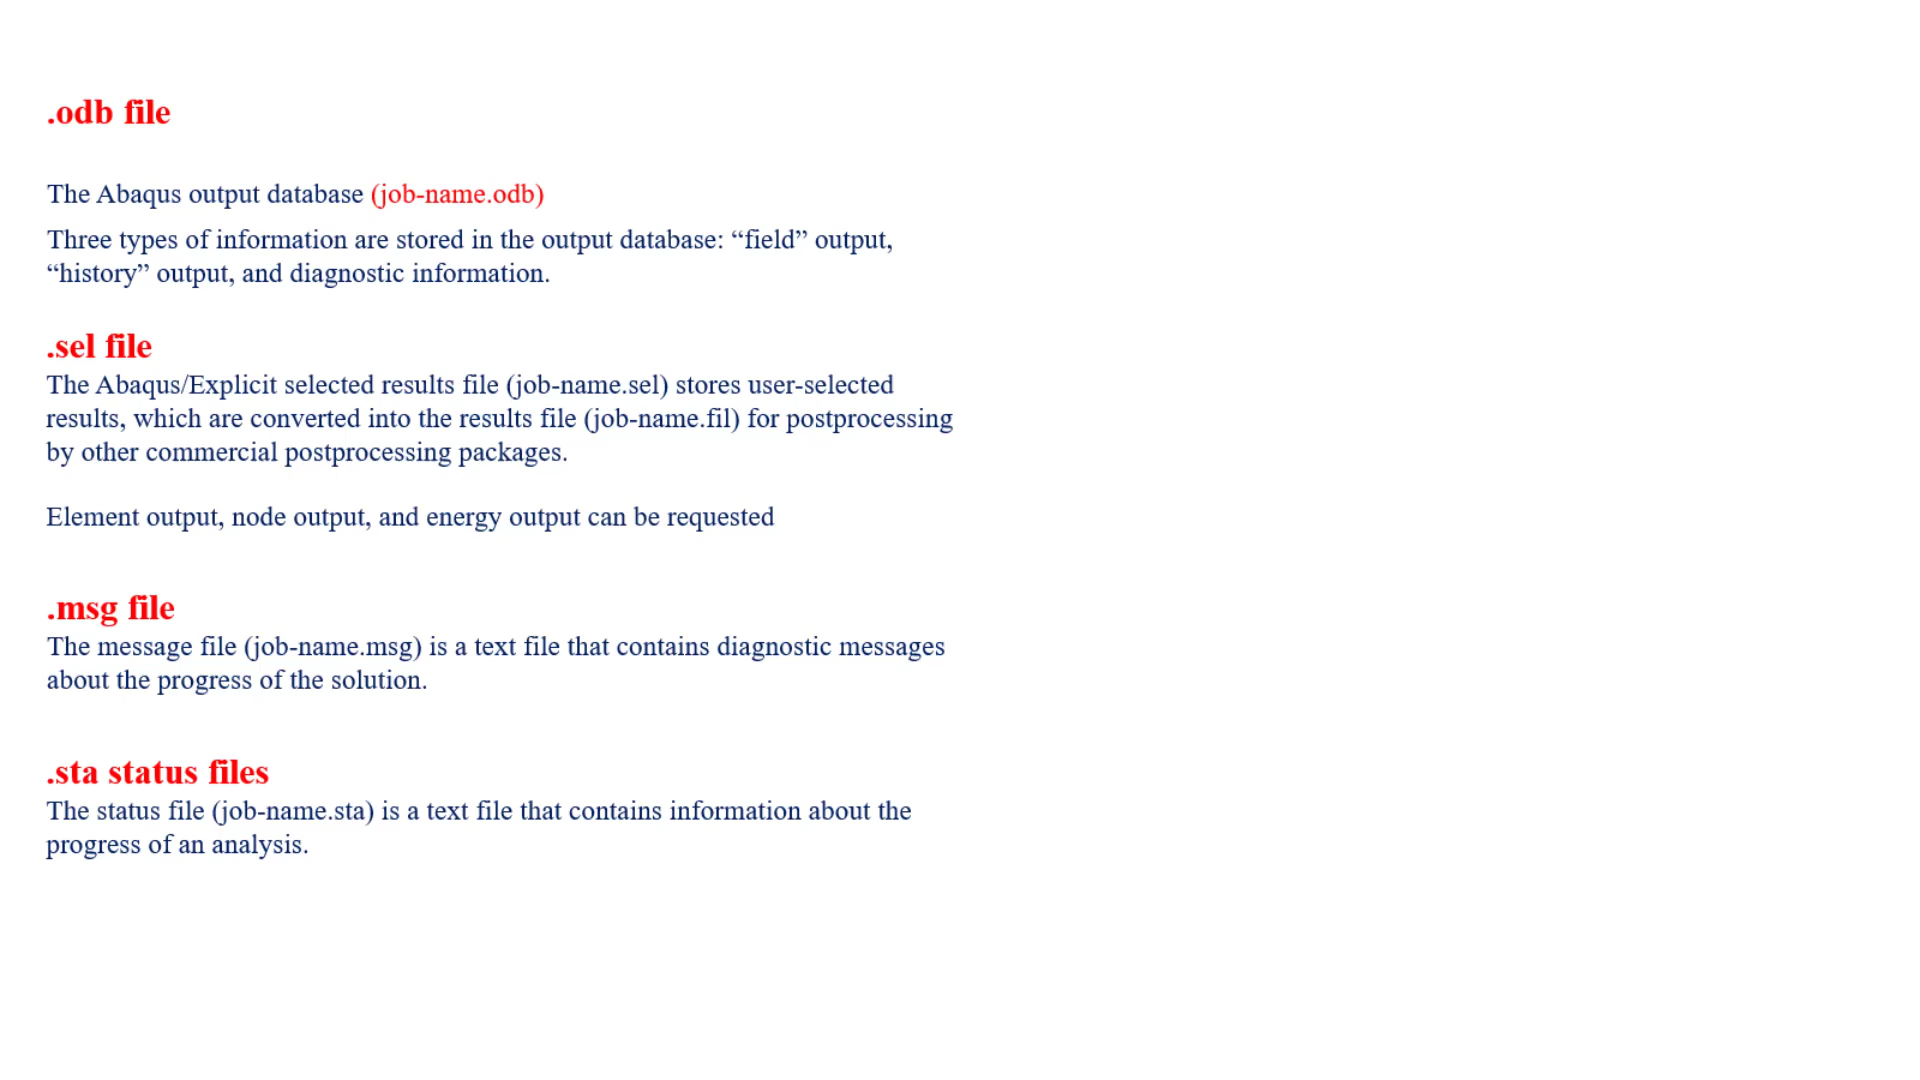 .odb file
The Abaqus output database (job-name.odb)
Three types of information are stored in the output database: “field” output,
“history” output, and diagnostic information.
.sel file
The Abaqus/Explicit selected results file (job-name.sel) stores user-selected
results, which are converted into the results file (job-name.fil) for postprocessing
by other commercial postprocessing packages.
Element output, node output, and energy output can be requested
.msg file
The message file (job-name.msg) is a text file that contains diagnostic messages
about the progress of the solution.
.sta status files
The status file (job-name.sta) is a text file that contains information about the
progress of an analysis.